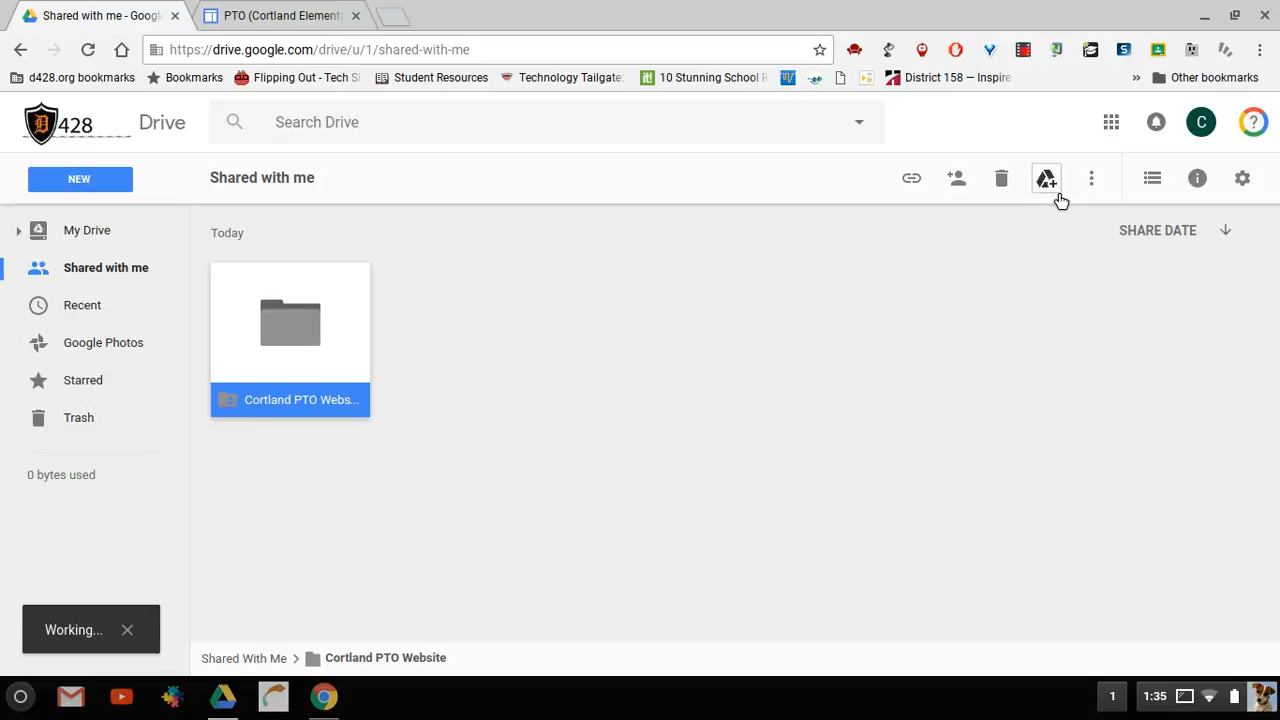 Shared with me - Goog
PTO (Cortland Element
https://drive.google.com/drive/u/1/shared-with-me
d428.org bookmarks
Bookmarks
Flipping Out - Tech S
Student Resources
Technology Tailgate:
it! 10 Stunning School R
District 158 — Inspire
» Other bookmarks
D 428
Drive
Search Drive
C
?
NEW
Shared with me
My Drive
Shared with me
Recent
Google Photos
Starred
Trash
0 bytes used
Today
SHARE DATE
Cortland PTO Webs...
Working...
Shared With Me > Cortland PTO Website
1
1:35